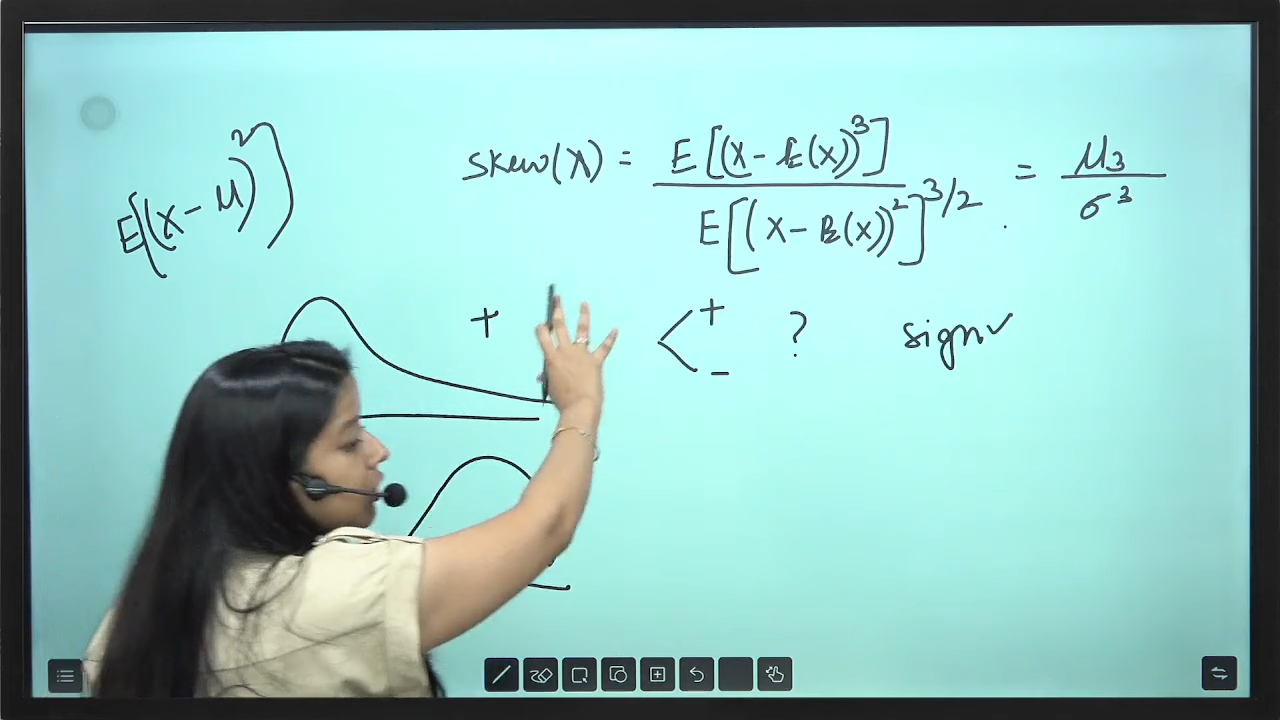 E[(x-μ)²]
skew(X) = E[(X-E(x))³] / E[(X-E(x))²]^3/2 = μ3/σ³
+ < + - ? sign✓